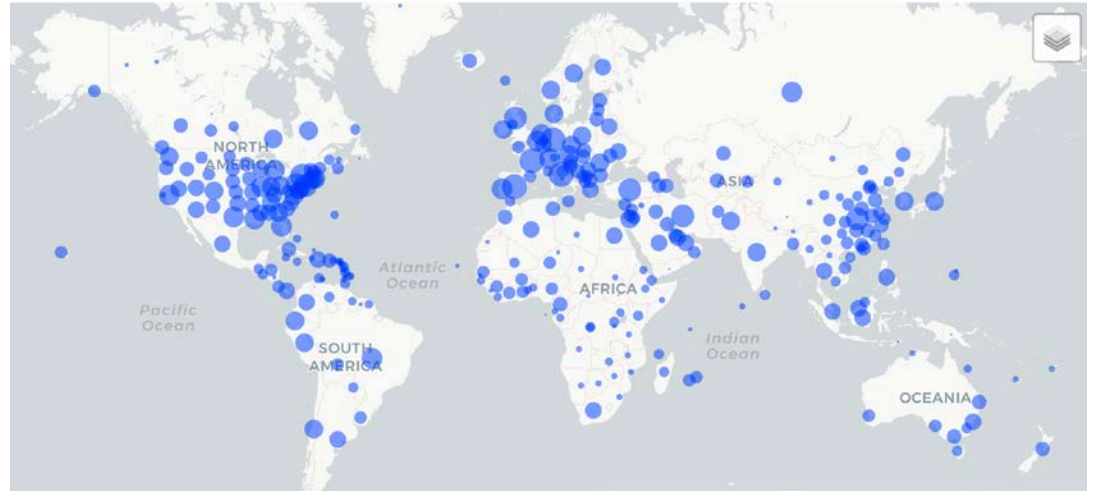 NORTH
AMERICA
ASIA
Atlantic
Ocean
AFRICA
Pacific
Ocean
Indian
Ocean
SOUTH
AMERICA
OCEANIA